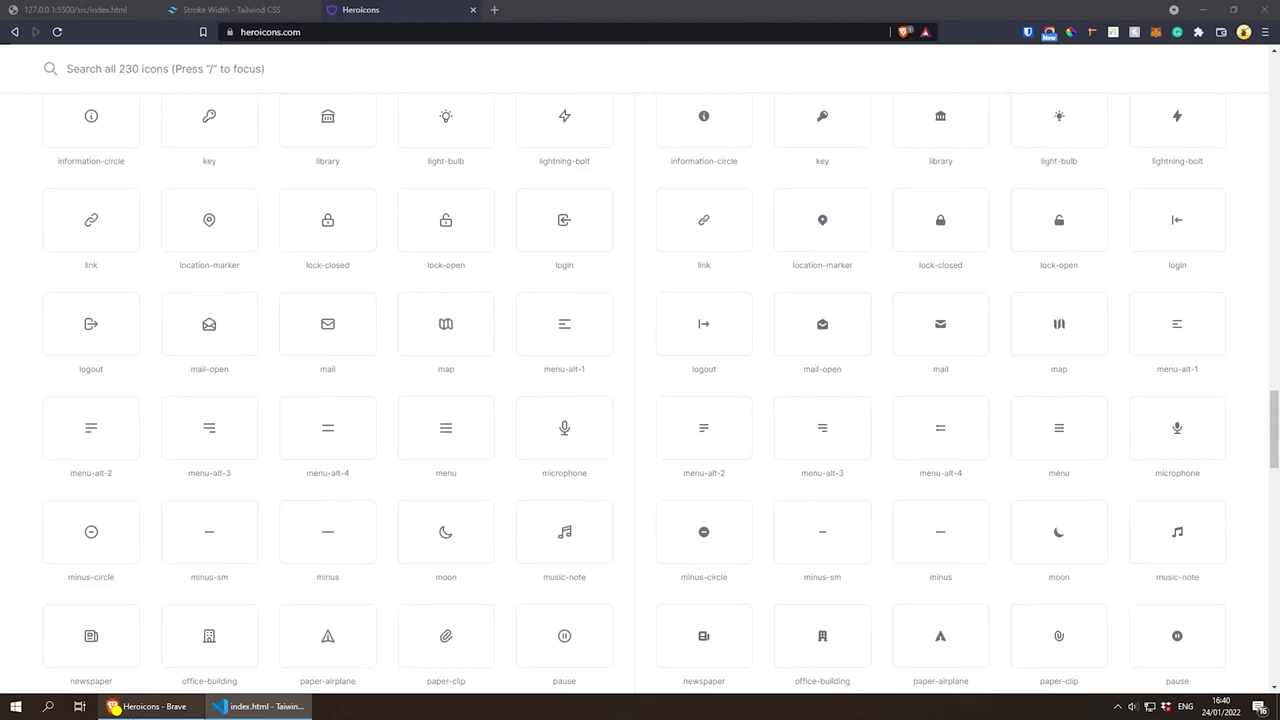 127.0.0.1:5500/src/index.html
Stroke Width - Tailwind CSS
Heroicons
heroicons.com
New
Search all 230 icons (Press "/" to focus)
information-circle
key
library
light-bulb
lightning-bolt
information-circle
key
library
light-bulb
lightning-bolt
link
location-marker
lock-closed
lock-open
login
link
location-marker
lock-closed
lock-open
login
logout
mail-open
mail
map
menu-alt-1
logout
mail-open
mail
map
menu-alt-1
menu-alt-2
menu-alt-3
menu-alt-4
menu
microphone
menu-alt-2
menu-alt-3
menu-alt-4
menu
microphone
minus-circle
minus-sm
minus
moon
music-note
minus-circle
minus-sm
minus
moon
music-note
newspaper
office-building
paper-airplane
paper-clip
pause
newspaper
office-building
paper-airplane
paper-clip
pause
Heroicons - Brave
index.html - Taiwin...
ENG
16:40
24/01/2022